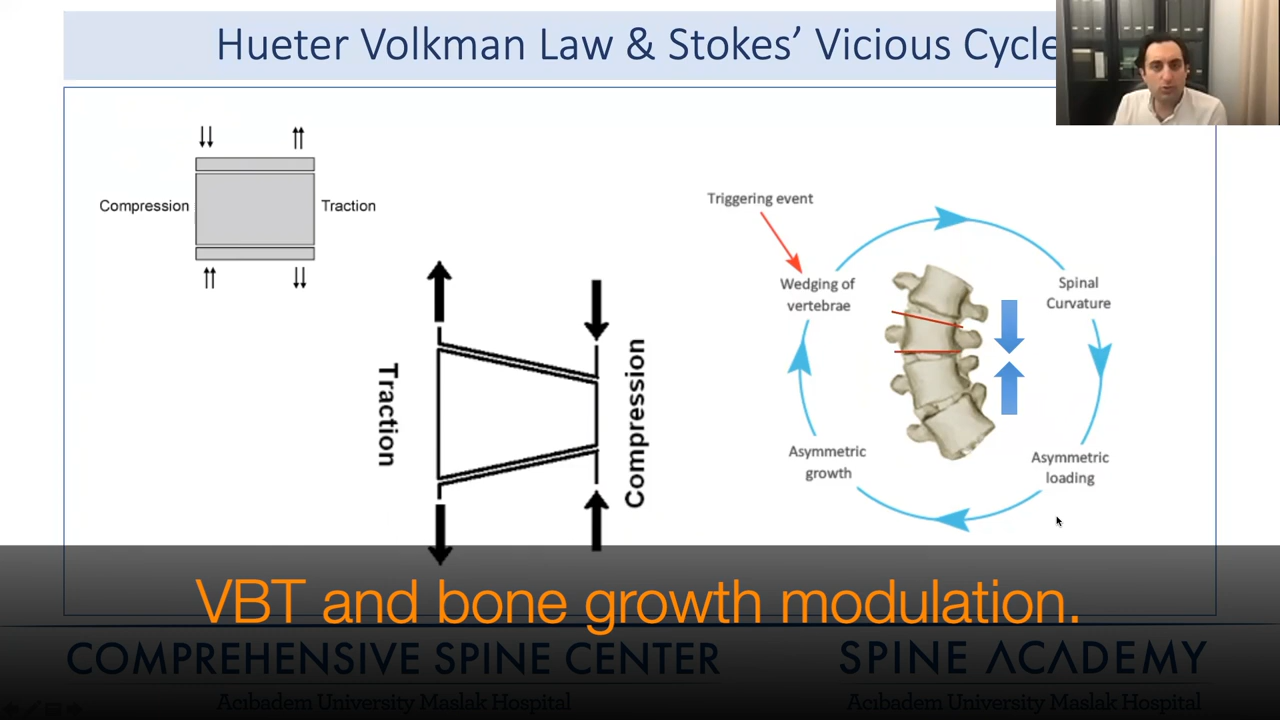 Hueter Volkman Law & Stokes' Vicious Cycle
Compression
Traction
Traction
Compression
Triggering event
Wedging of
vertebrae
Spinal
Curvature
Asymmetric
growth
Asymmetric
loading
VBT and bone growth modulation.
COMPREHENSIVE SPINE CENTER
Acıbadem University Maslak Hospital
SPINE ACADEMY
Acıbadem University Maslak Hospital